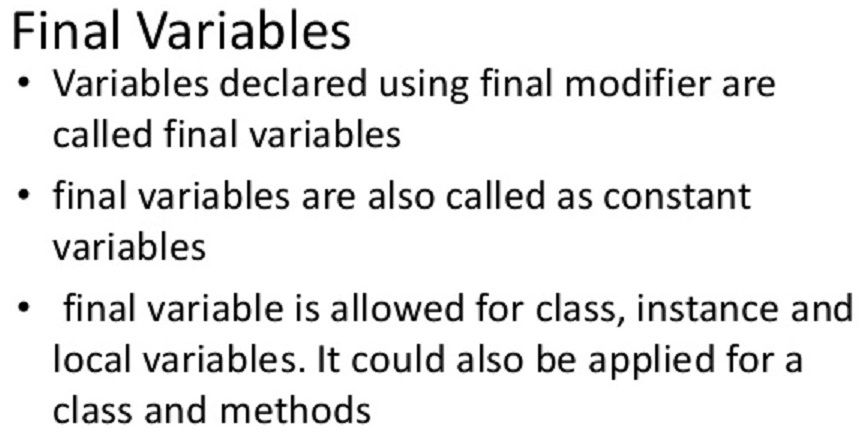 Final Variables
• Variables declared using final modifier are
called final variables
• final variables are also called as constant
variables
• final variable is allowed for class, instance and
local variables. It could also be applied for a
class and methods